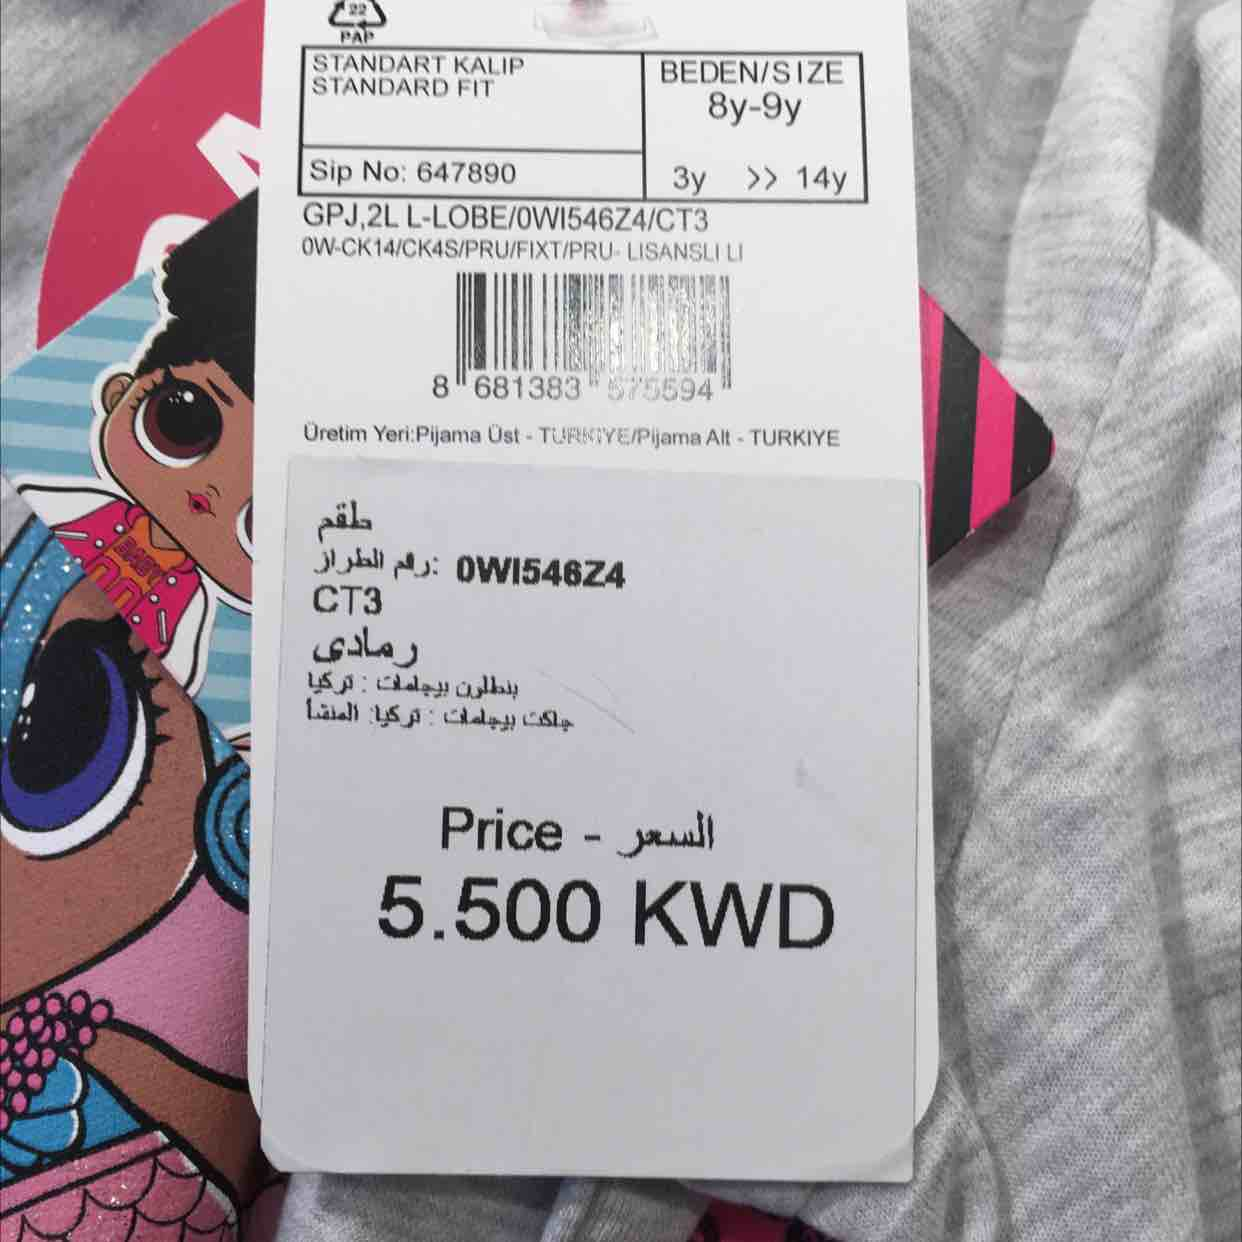 22
PAP
STANDART KALIP
STANDARD FIT
BEDEN/SIZE
8y-9y
Sip No: 647890
3y >> 14y
GPJ,2L L-LOBE/0WI546Z4/CT3
0W-CK14/CK4S/PRU/FIXT/PRU- LISANSLI LI
8 681383 575594
Üretim Yeri:Pijama Üst - TURKIYE/Pijama Alt - TURKIYE
طقم
رقم الطراز: 0WI546Z4
CT3
رمادى
بنطلون بيجامات : تركيا
جاكت بيجامات : تركيا: المنشأ
Price - السعر
5.500 KWD